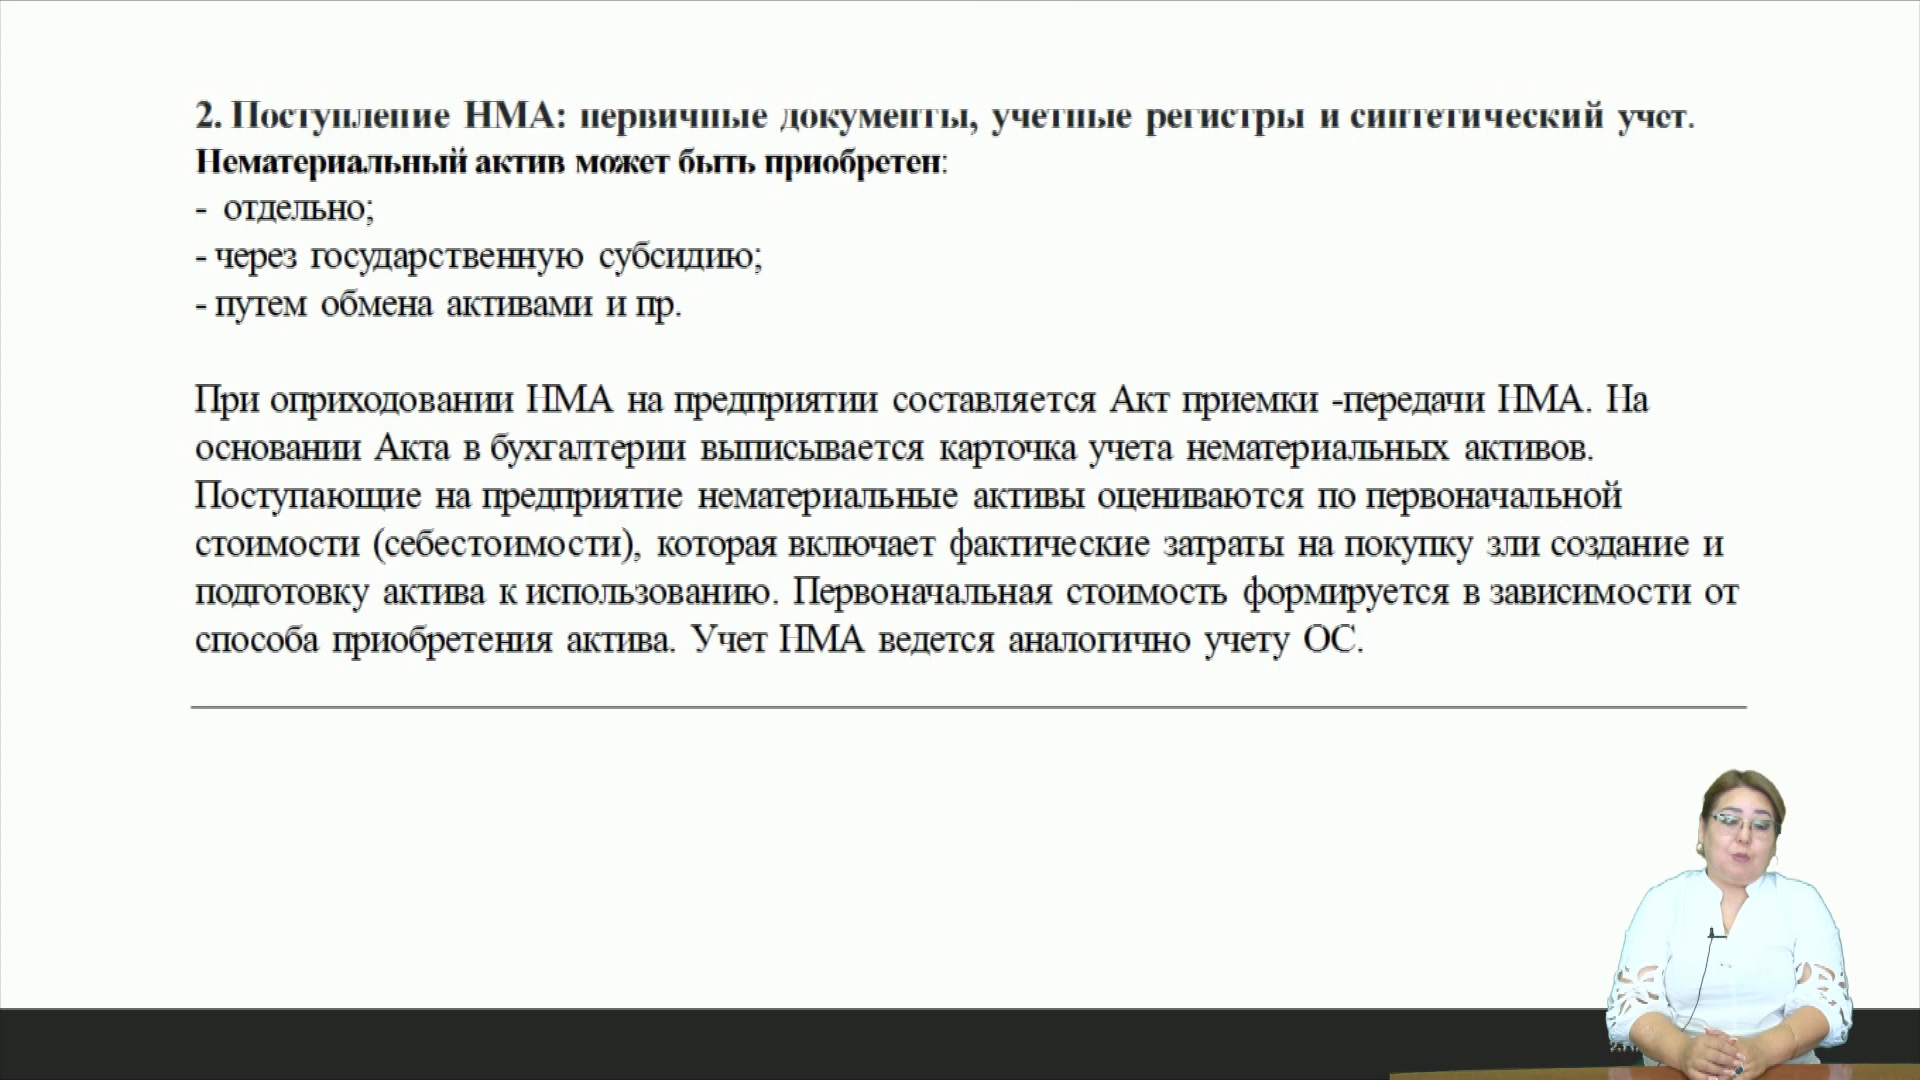 2. Поступление НМА: первичные документы, учетные регистры и синтетический учет.
Нематериальный актив может быть приобретен:
- отдельно;
- через государственную субсидию;
- путем обмена активами и пр.
При оприходовании НМА на предприятии составляется Акт приемки -передачи НМА. На
основании Акта в бухгалтерии выписывается карточка учета нематериальных активов.
Поступающие на предприятие нематериальные активы оцениваются по первоначальной
стоимости (себестоимости), которая включает фактические затраты на покупку зли создание и
подготовку актива к использованию. Первоначальная стоимость формируется в зависимости от
способа приобретения актива. Учет НМА ведется аналогично учету ОС.